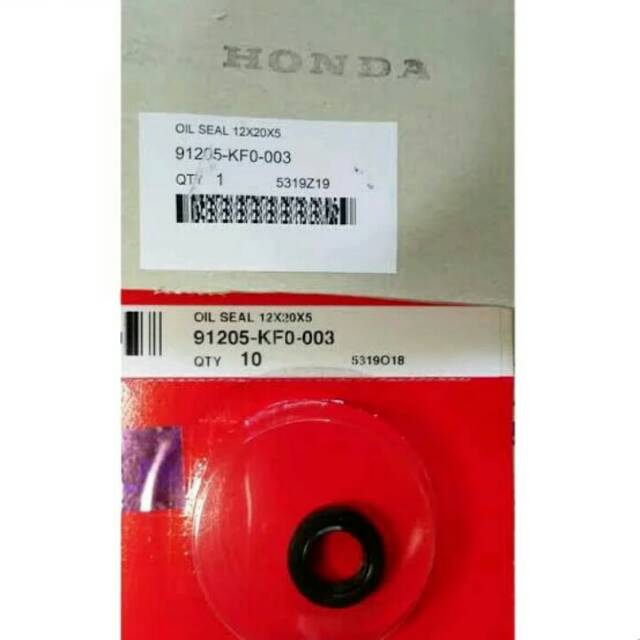 HONDA
OIL SEAL 12X20X5
91205-KF0-003
QTY 1 5319Z19
HONDA
OIL SEAL 12X20X5
91205-KF0-003
QTY 10 5319O18